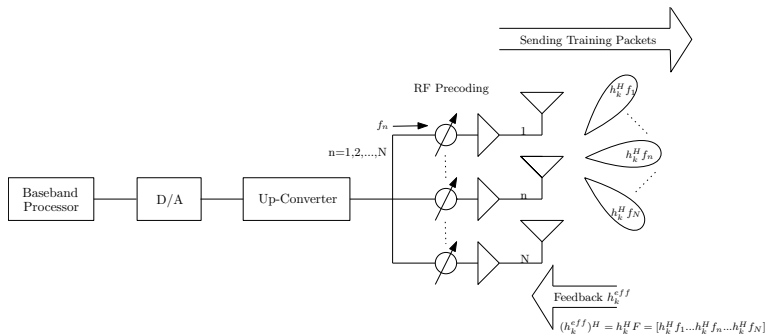 Sending Training Packets
RF Precoding
f_n
n=1,2,...,N
1
n
N
Baseband
Processor
D/A
Up-Converter
h_k^H f_1
h_k^H f_n
h_k^H f_N
Feedback h_k^{eff}
(h_k^{eff})^H = h_k^H F = [h_k^H f_1...h_k^H f_n...h_k^H f_N]